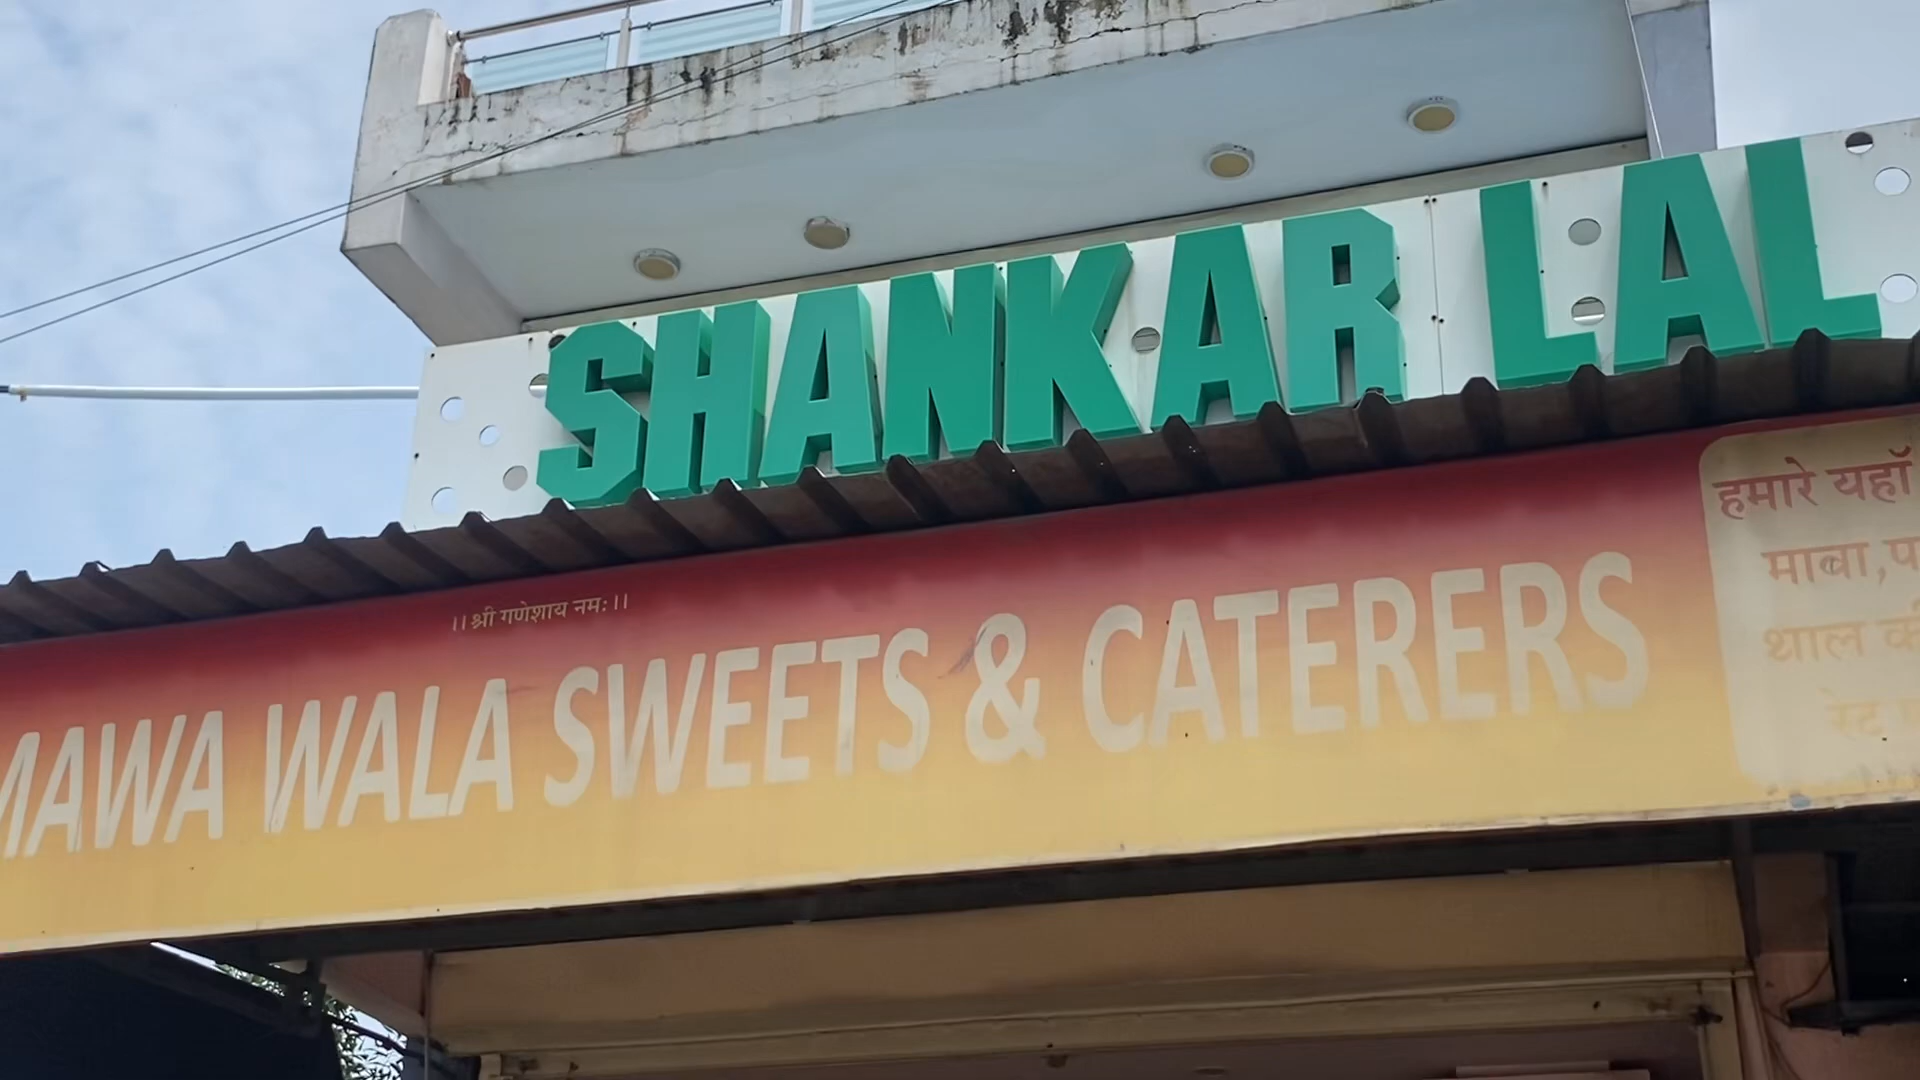 SHANKAR LAL
।। श्री गणेशाय नमः ।।
MAWA WALA SWEETS & CATERERS
हमारे यहाँ
मावा,
थाल